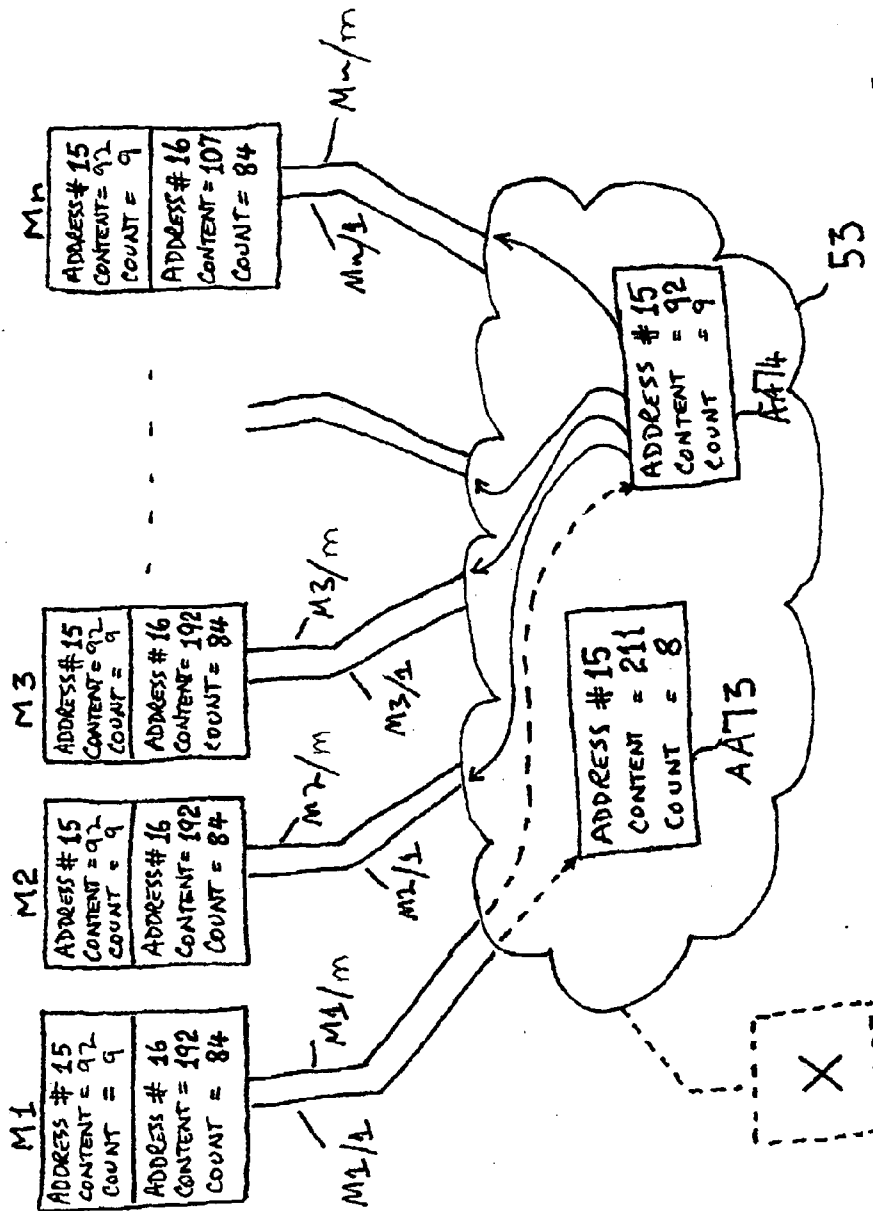 M1
ADDRESS # 15
CONTENT = 92
COUNT = 9
ADDRESS # 16
CONTENT = 192
COUNT = 84
M2
ADDRESS # 15
CONTENT = 92
COUNT = 9
ADDRESS # 16
CONTENT = 192
COUNT = 84
M3
ADDRESS # 15
CONTENT = 92
COUNT = 9
ADDRESS # 16
CONTENT = 192
COUNT = 84
Mn
ADDRESS # 15
CONTENT = 92
COUNT = 9
ADDRESS # 16
CONTENT = 107
COUNT = 84
M1/1
M1/m
M2/1
M2/m
M3/1
M3/m
Mn/1
Mn/m
ADDRESS # 15
CONTENT = 211
COUNT = 8
AA73
ADDRESS # 15
CONTENT = 92
COUNT = 9
AA74
53
X